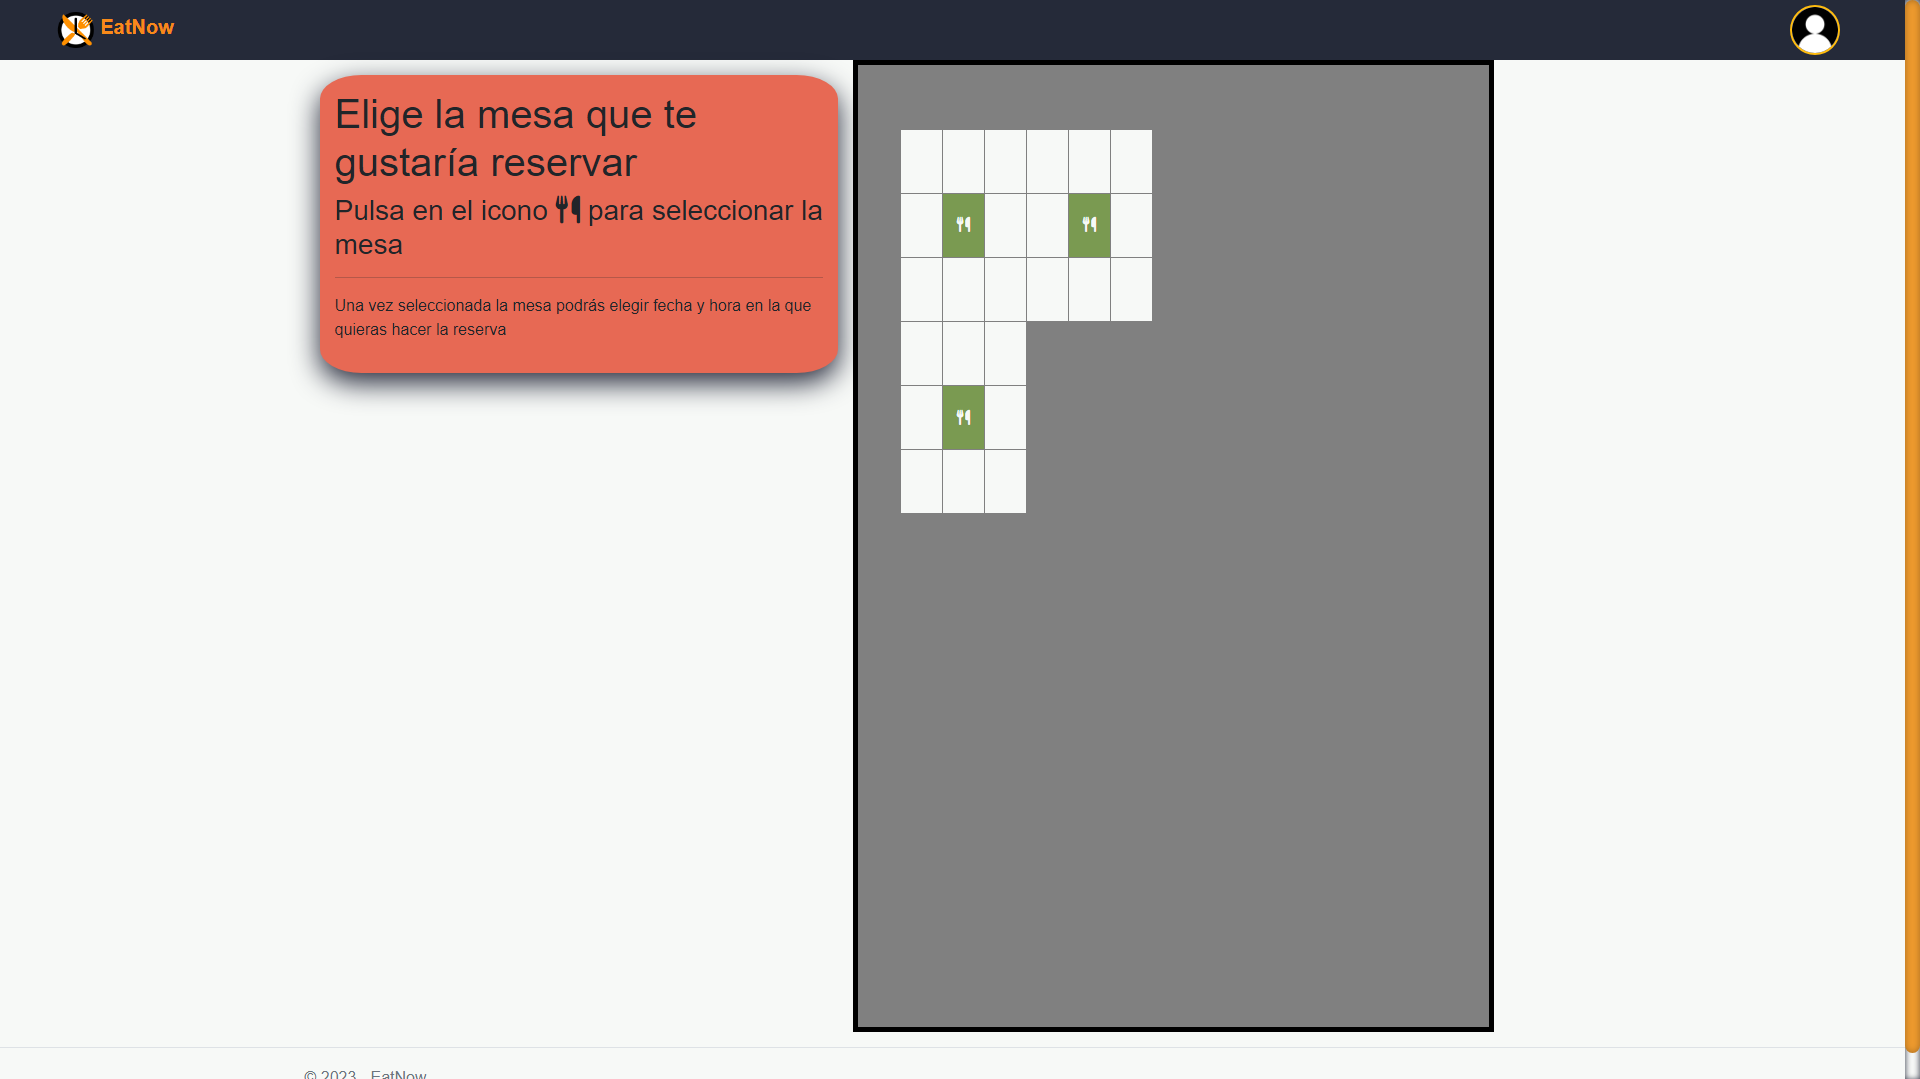 EatNow
Elige la mesa que te
gustaría reservar
Pulsa en el icono para seleccionar la
mesa
Una vez seleccionada la mesa podrás elegir fecha y hora en la que
quieras hacer la reserva
© 2023 - EatNow